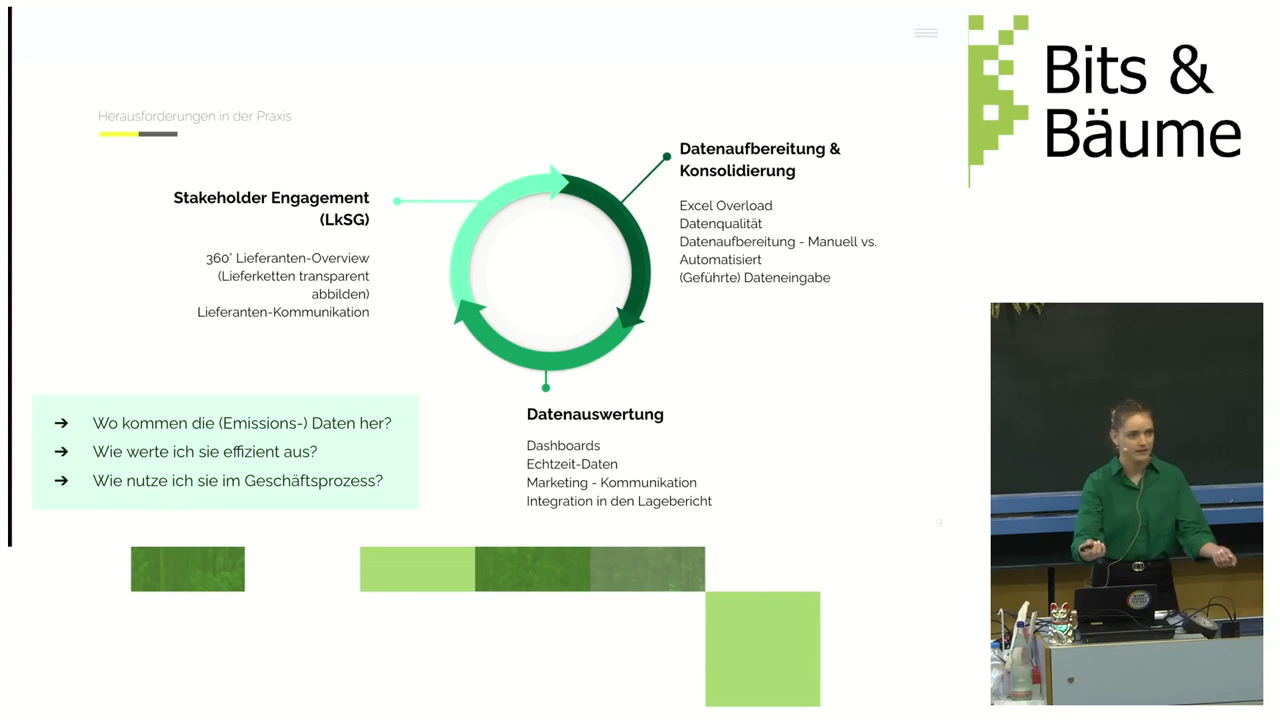 Herausforderungen in der Praxis
Stakeholder Engagement
(LkSG)
360° Lieferanten-Overview
(Lieferketten transparent
abbilden)
Lieferanten-Kommunikation
Datenaufbereitung &
Konsolidierung
Excel Overload
Datenqualität
Datenaufbereitung - Manuell vs.
Automatisiert
(Geführte) Dateneingabe
Datenauswertung
Dashboards
Echtzeit-Daten
Marketing - Kommunikation
Integration in den Lagebericht
➔ Wo kommen die (Emissions-) Daten her?
➔ Wie werte ich sie effizient aus?
➔ Wie nutze ich sie im Geschäftsprozess?
9
Bits &
Bäume